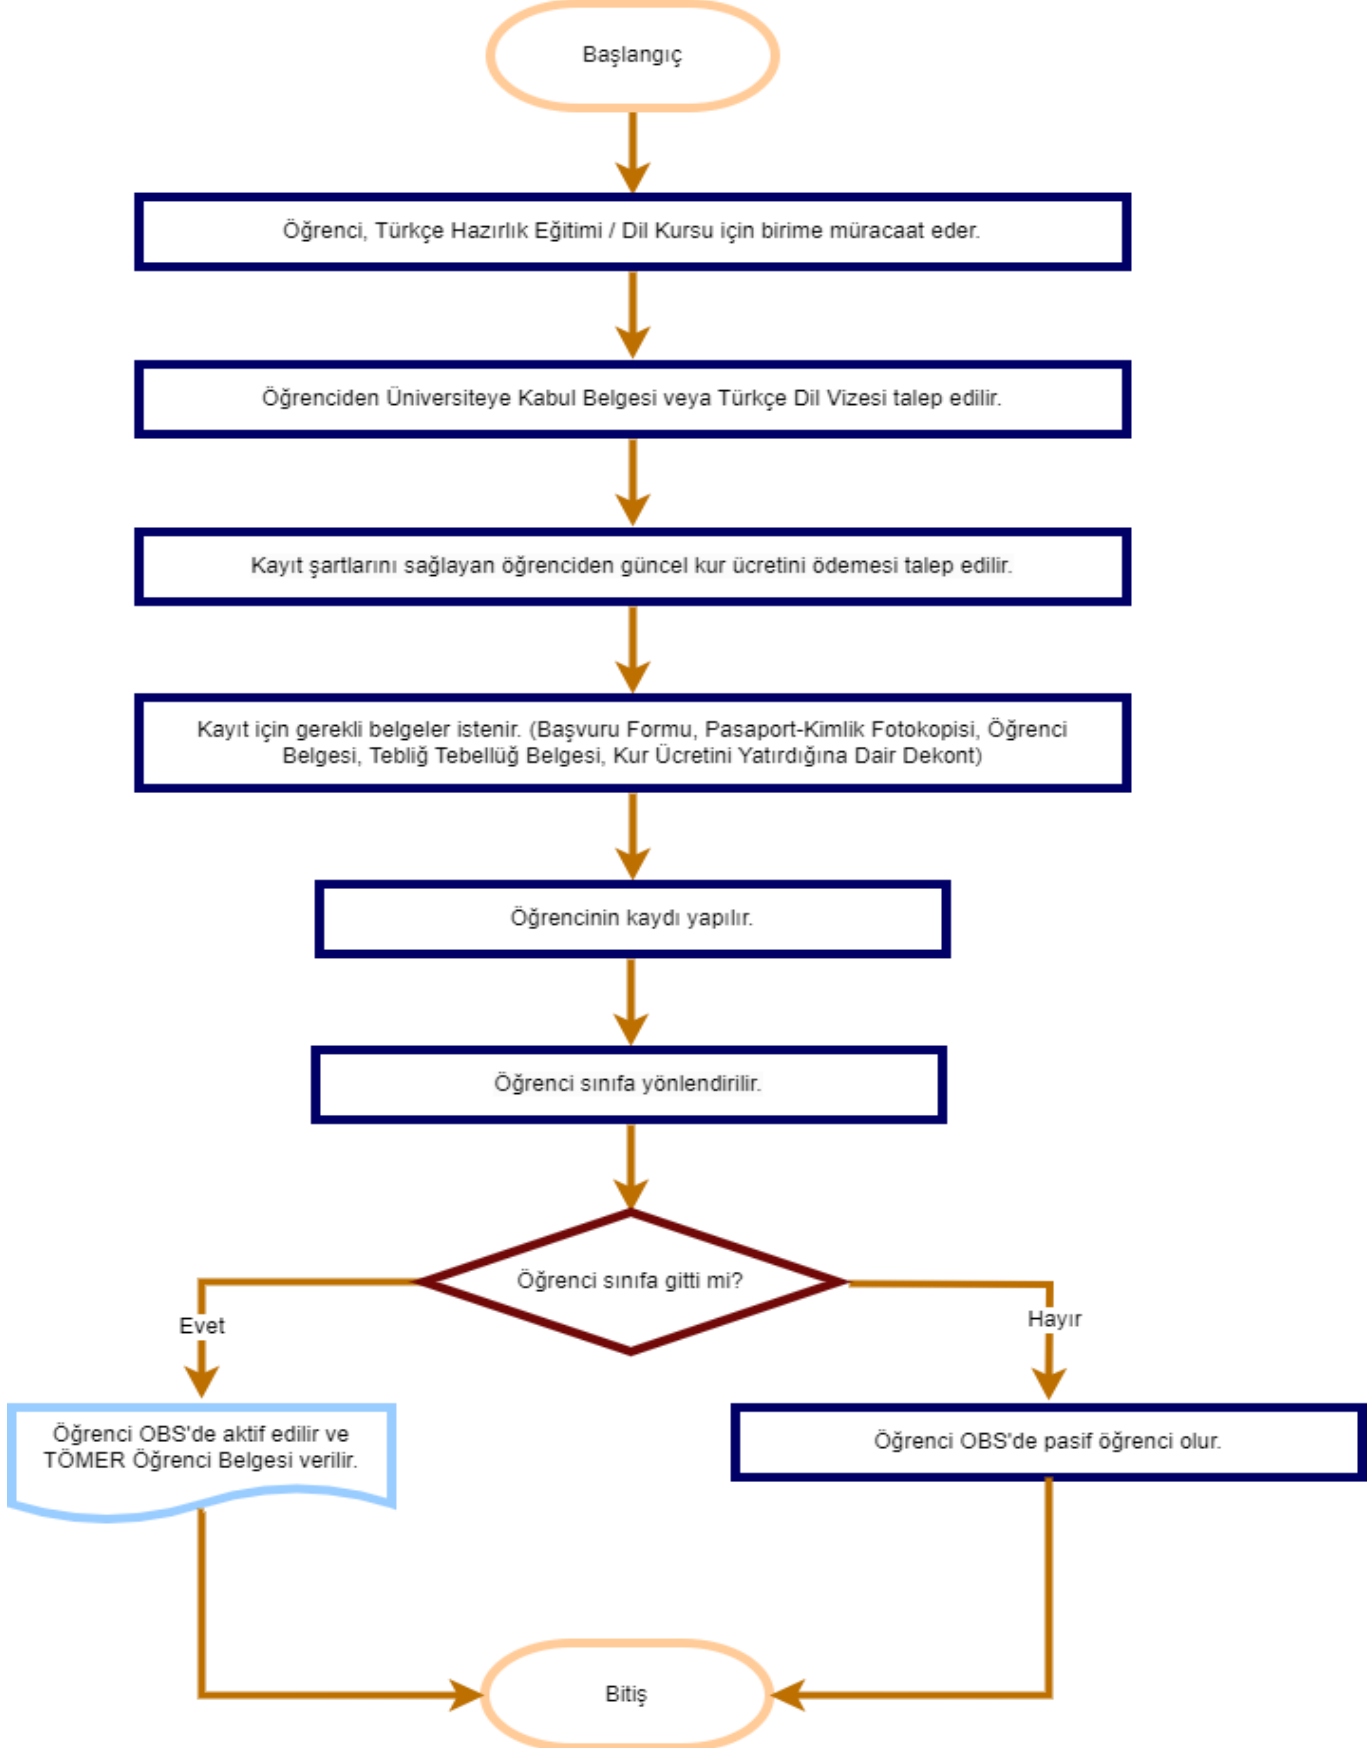 Başlangıç
Öğrenci, Türkçe Hazırlık Eğitimi / Dil Kursu için birime müracaat eder.
Öğrenciden Üniversiteye Kabul Belgesi veya Türkçe Dil Vizesi talep edilir.
Kayıt şartlarını sağlayan öğrenciden güncel kur ücretini ödemesi talep edilir.
Kayıt için gerekli belgeler istenir. (Başvuru Formu, Pasaport-Kimlik Fotokopisi, Öğrenci
Belgesi, Tebliğ Tebellüğ Belgesi, Kur Ücretini Yatırdığına Dair Dekont)
Öğrencinin kaydı yapılır.
Öğrenci sınıfa yönlendirilir.
Öğrenci sınıfa gitti mi?
Evet
Hayır
Öğrenci OBS'de aktif edilir ve
TÖMER Öğrenci Belgesi verilir.
Öğrenci OBS'de pasif öğrenci olur.
Bitiş